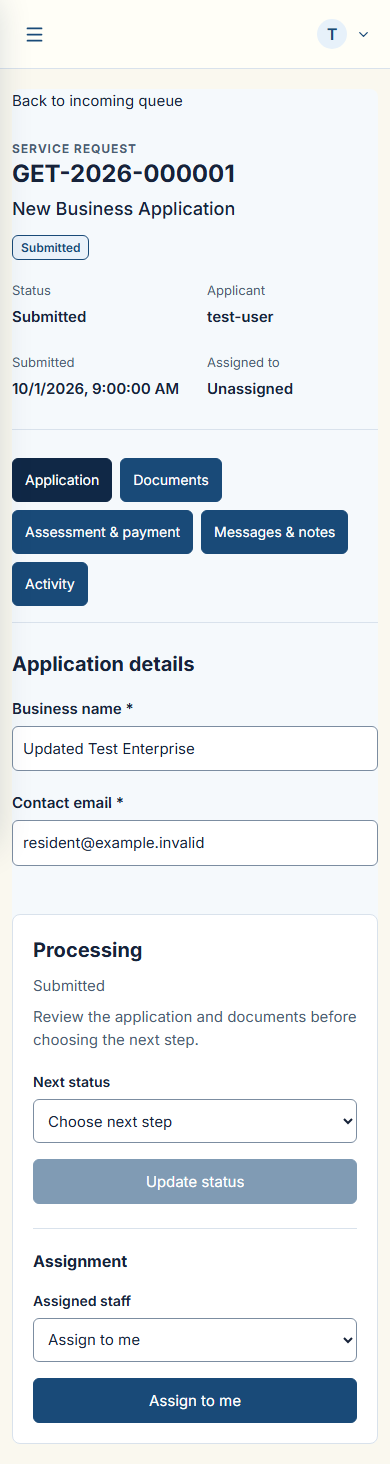 T
Back to incoming queue
SERVICE REQUEST
GET-2026-000001
New Business Application
Submitted
Status
Applicant
Submitted
test-user
Submitted
Assigned to
10/1/2026, 9:00:00 AM
Unassigned
Application
Documents
Assessment & payment
Messages & notes
Activity
Application details
Business name *
Updated Test Enterprise
Contact email *
resident@example.invalid
Processing
Submitted
Review the application and documents before
choosing the next step.
Next status
Choose next step
Update status
Assignment
Assigned staff
Assign to me
Assign to me